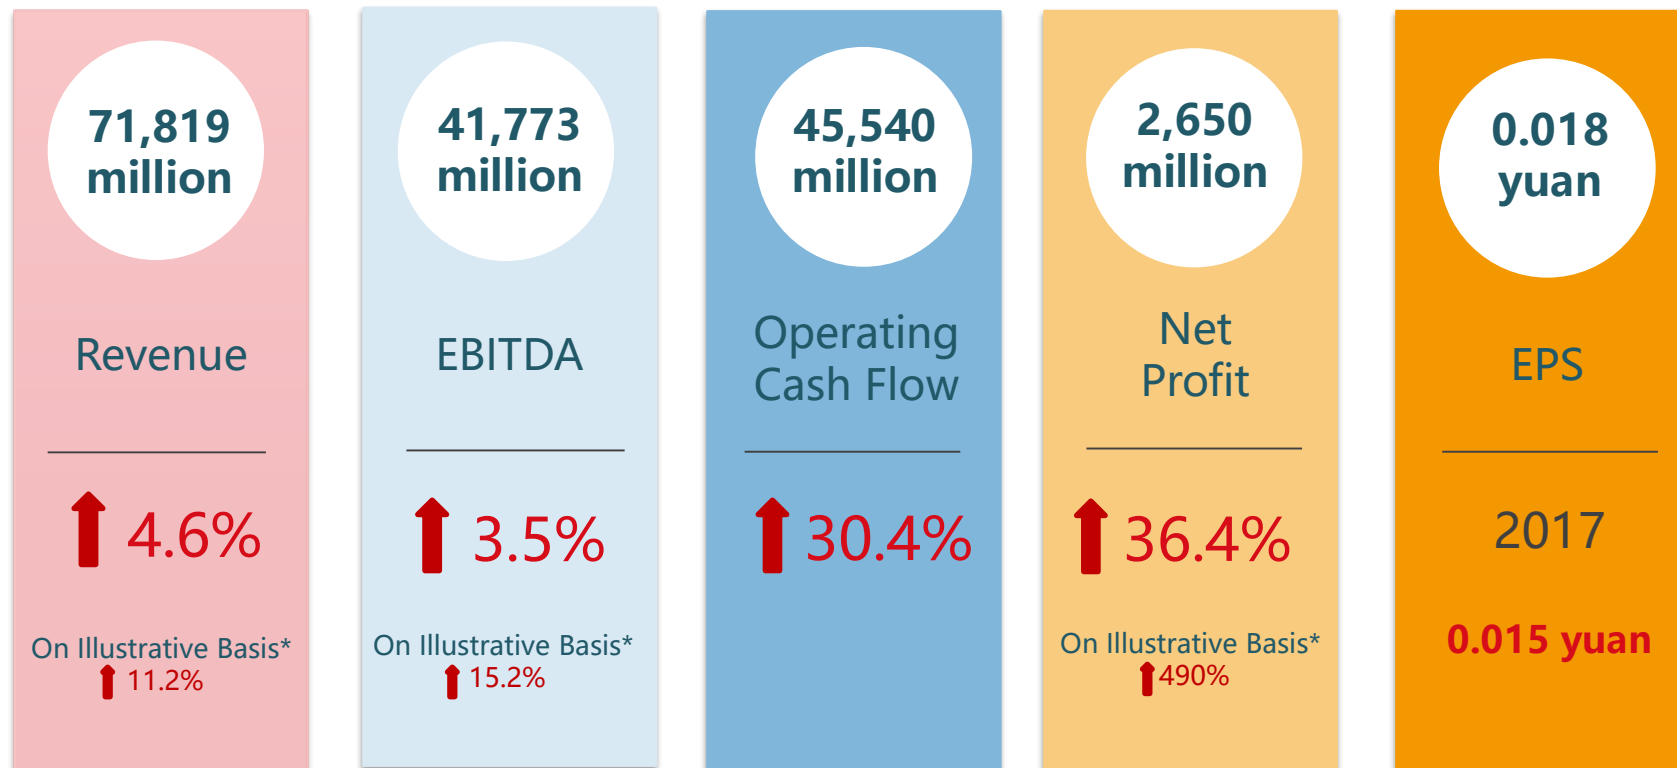 71,819
million
Revenue
4.6%
On Illustrative Basis*
11.2%
41,773
million
EBITDA
3.5%
On Illustrative Basis*
15.2%
45,540
million
Operating
Cash Flow
30.4%
2,650
million
Net
Profit
36.4%
On Illustrative Basis*
490%
0.018
yuan
EPS
2017
0.015 yuan